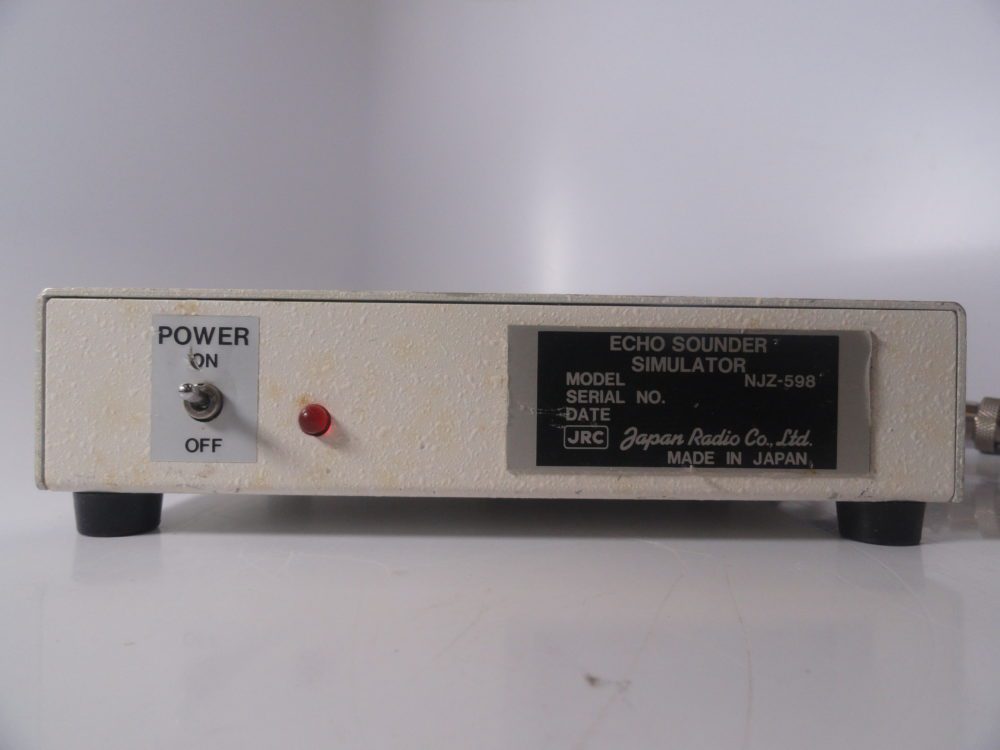 POWER
ON
OFF
ECHO SOUNDER
SIMULATOR
MODEL NJZ-598
SERIAL NO.
DATE
JRC Japan Radio Co., Ltd.
MADE IN JAPAN